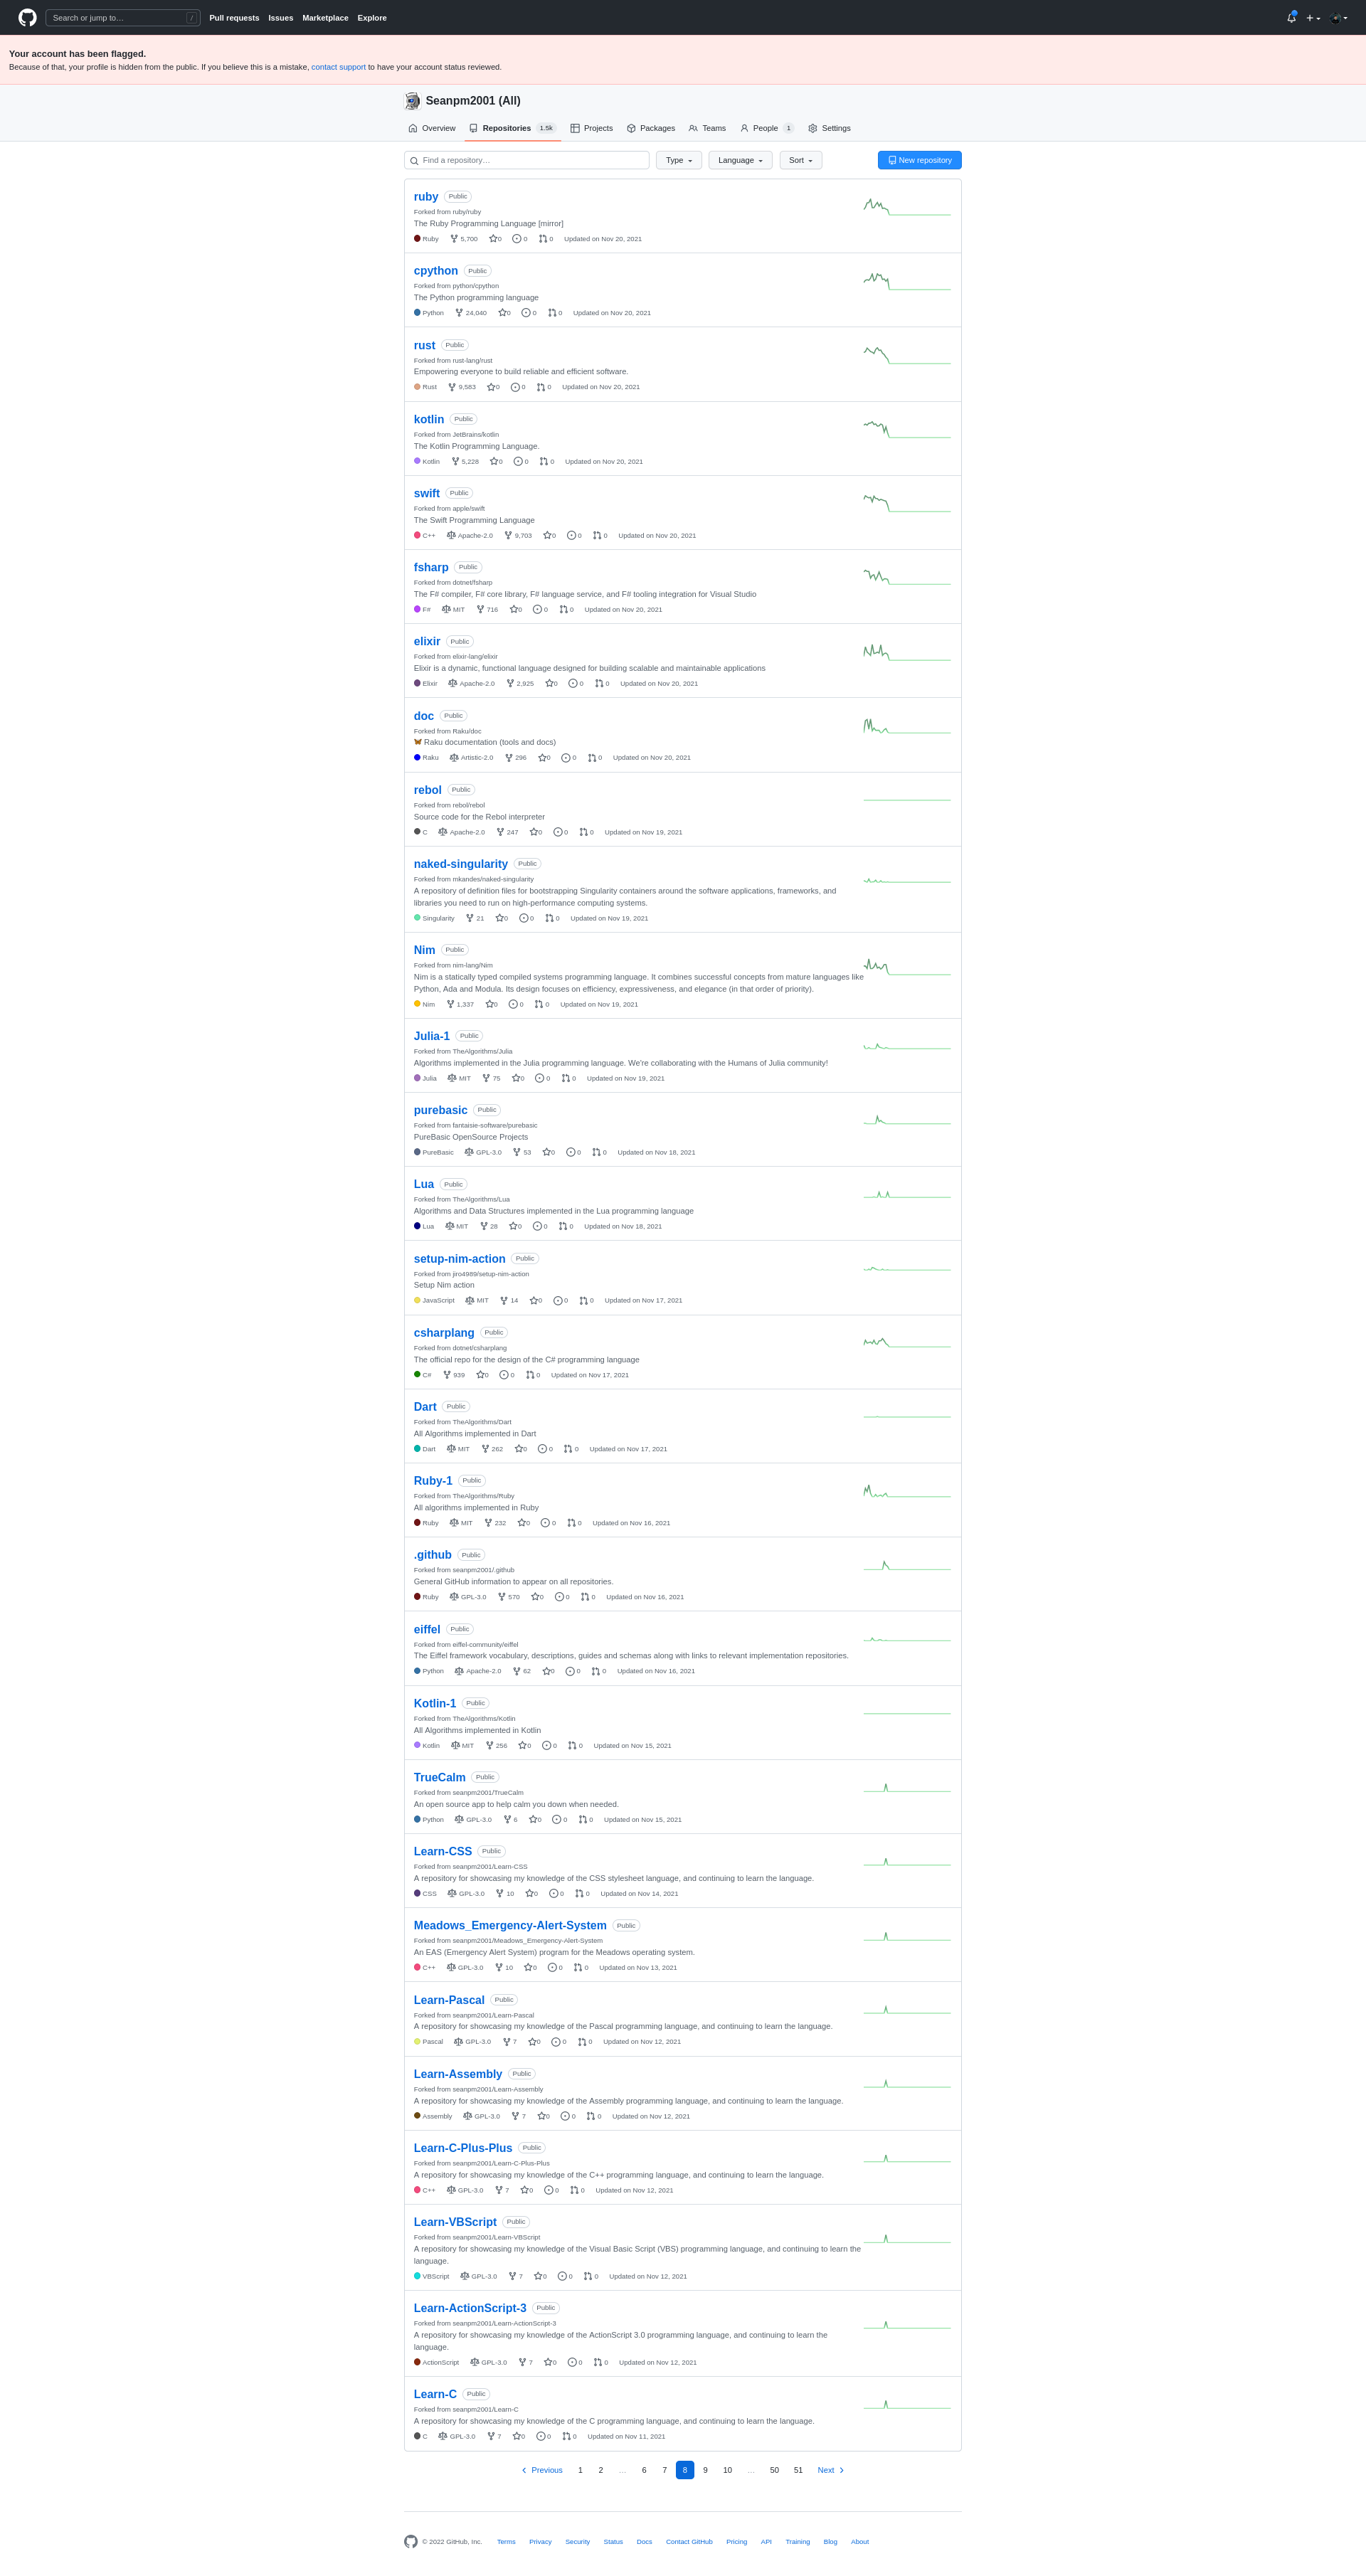 Search or jump to… /
Pull requests Issues Marketplace Explore
Your account has been flagged.
Because of that, your profile is hidden from the public. If you believe this is a mistake, contact support to have your account status reviewed.
Seanpm2001 (All)
Overview Repositories 1.5k Projects Packages Teams People 1 Settings
Find a repository… Type Language Sort New repository
ruby Public
Forked from ruby/ruby
The Ruby Programming Language [mirror]
Ruby 5,700 0 0 0 Updated on Nov 20, 2021
cpython Public
Forked from python/cpython
The Python programming language
Python 24,040 0 0 0 Updated on Nov 20, 2021
rust Public
Forked from rust-lang/rust
Empowering everyone to build reliable and efficient software.
Rust 9,583 0 0 0 Updated on Nov 20, 2021
kotlin Public
Forked from JetBrains/kotlin
The Kotlin Programming Language.
Kotlin 5,228 0 0 0 Updated on Nov 20, 2021
swift Public
Forked from apple/swift
The Swift Programming Language
C++ Apache-2.0 9,703 0 0 0 Updated on Nov 20, 2021
fsharp Public
Forked from dotnet/fsharp
The F# compiler, F# core library, F# language service, and F# tooling integration for Visual Studio
F# MIT 716 0 0 0 Updated on Nov 20, 2021
elixir Public
Forked from elixir-lang/elixir
Elixir is a dynamic, functional language designed for building scalable and maintainable applications
Elixir Apache-2.0 2,925 0 0 0 Updated on Nov 20, 2021
doc Public
Forked from Raku/doc
🦋 Raku documentation (tools and docs)
Raku Artistic-2.0 296 0 0 0 Updated on Nov 20, 2021
rebol Public
Forked from rebol/rebol
Source code for the Rebol interpreter
C Apache-2.0 247 0 0 0 Updated on Nov 19, 2021
naked-singularity Public
Forked from mkandes/naked-singularity
A repository of definition files for bootstrapping Singularity containers around the software applications, frameworks, and
libraries you need to run on high-performance computing systems.
Singularity 21 0 0 0 Updated on Nov 19, 2021
Nim Public
Forked from nim-lang/Nim
Nim is a statically typed compiled systems programming language. It combines successful concepts from mature languages like
Python, Ada and Modula. Its design focuses on efficiency, expressiveness, and elegance (in that order of priority).
Nim 1,337 0 0 0 Updated on Nov 19, 2021
Julia-1 Public
Forked from TheAlgorithms/Julia
Algorithms implemented in the Julia programming language. We're collaborating with the Humans of Julia community!
Julia MIT 75 0 0 0 Updated on Nov 19, 2021
purebasic Public
Forked from fantaisie-software/purebasic
PureBasic OpenSource Projects
PureBasic GPL-3.0 53 0 0 0 Updated on Nov 18, 2021
Lua Public
Forked from TheAlgorithms/Lua
Algorithms and Data Structures implemented in the Lua programming language
Lua MIT 28 0 0 0 Updated on Nov 18, 2021
setup-nim-action Public
Forked from jiro4989/setup-nim-action
Setup Nim action
JavaScript MIT 14 0 0 0 Updated on Nov 17, 2021
csharplang Public
Forked from dotnet/csharplang
The official repo for the design of the C# programming language
C# 939 0 0 0 Updated on Nov 17, 2021
Dart Public
Forked from TheAlgorithms/Dart
All Algorithms implemented in Dart
Dart MIT 262 0 0 0 Updated on Nov 17, 2021
Ruby-1 Public
Forked from TheAlgorithms/Ruby
All algorithms implemented in Ruby
Ruby MIT 232 0 0 0 Updated on Nov 16, 2021
.github Public
Forked from seanpm2001/.github
General GitHub information to appear on all repositories.
Ruby GPL-3.0 570 0 0 0 Updated on Nov 16, 2021
eiffel Public
Forked from eiffel-community/eiffel
The Eiffel framework vocabulary, descriptions, guides and schemas along with links to relevant implementation repositories.
Python Apache-2.0 62 0 0 0 Updated on Nov 16, 2021
Kotlin-1 Public
Forked from TheAlgorithms/Kotlin
All Algorithms implemented in Kotlin
Kotlin MIT 256 0 0 0 Updated on Nov 15, 2021
TrueCalm Public
Forked from seanpm2001/TrueCalm
An open source app to help calm you down when needed.
Python GPL-3.0 6 0 0 0 Updated on Nov 15, 2021
Learn-CSS Public
Forked from seanpm2001/Learn-CSS
A repository for showcasing my knowledge of the CSS stylesheet language, and continuing to learn the language.
CSS GPL-3.0 10 0 0 0 Updated on Nov 14, 2021
Meadows_Emergency-Alert-System Public
Forked from seanpm2001/Meadows_Emergency-Alert-System
An EAS (Emergency Alert System) program for the Meadows operating system.
C++ GPL-3.0 10 0 0 0 Updated on Nov 13, 2021
Learn-Pascal Public
Forked from seanpm2001/Learn-Pascal
A repository for showcasing my knowledge of the Pascal programming language, and continuing to learn the language.
Pascal GPL-3.0 7 0 0 0 Updated on Nov 12, 2021
Learn-Assembly Public
Forked from seanpm2001/Learn-Assembly
A repository for showcasing my knowledge of the Assembly programming language, and continuing to learn the language.
Assembly GPL-3.0 7 0 0 0 Updated on Nov 12, 2021
Learn-C-Plus-Plus Public
Forked from seanpm2001/Learn-C-Plus-Plus
A repository for showcasing my knowledge of the C++ programming language, and continuing to learn the language.
C++ GPL-3.0 7 0 0 0 Updated on Nov 12, 2021
Learn-VBScript Public
Forked from seanpm2001/Learn-VBScript
A repository for showcasing my knowledge of the Visual Basic Script (VBS) programming language, and continuing to learn the
language.
VBScript GPL-3.0 7 0 0 0 Updated on Nov 12, 2021
Learn-ActionScript-3 Public
Forked from seanpm2001/Learn-ActionScript-3
A repository for showcasing my knowledge of the ActionScript 3.0 programming language, and continuing to learn the
language.
ActionScript GPL-3.0 7 0 0 0 Updated on Nov 12, 2021
Learn-C Public
Forked from seanpm2001/Learn-C
A repository for showcasing my knowledge of the C programming language, and continuing to learn the language.
C GPL-3.0 7 0 0 0 Updated on Nov 11, 2021
Previous 1 2 … 6 7 8 9 10 … 50 51 Next
© 2022 GitHub, Inc. Terms Privacy Security Status Docs Contact GitHub Pricing API Training Blog About